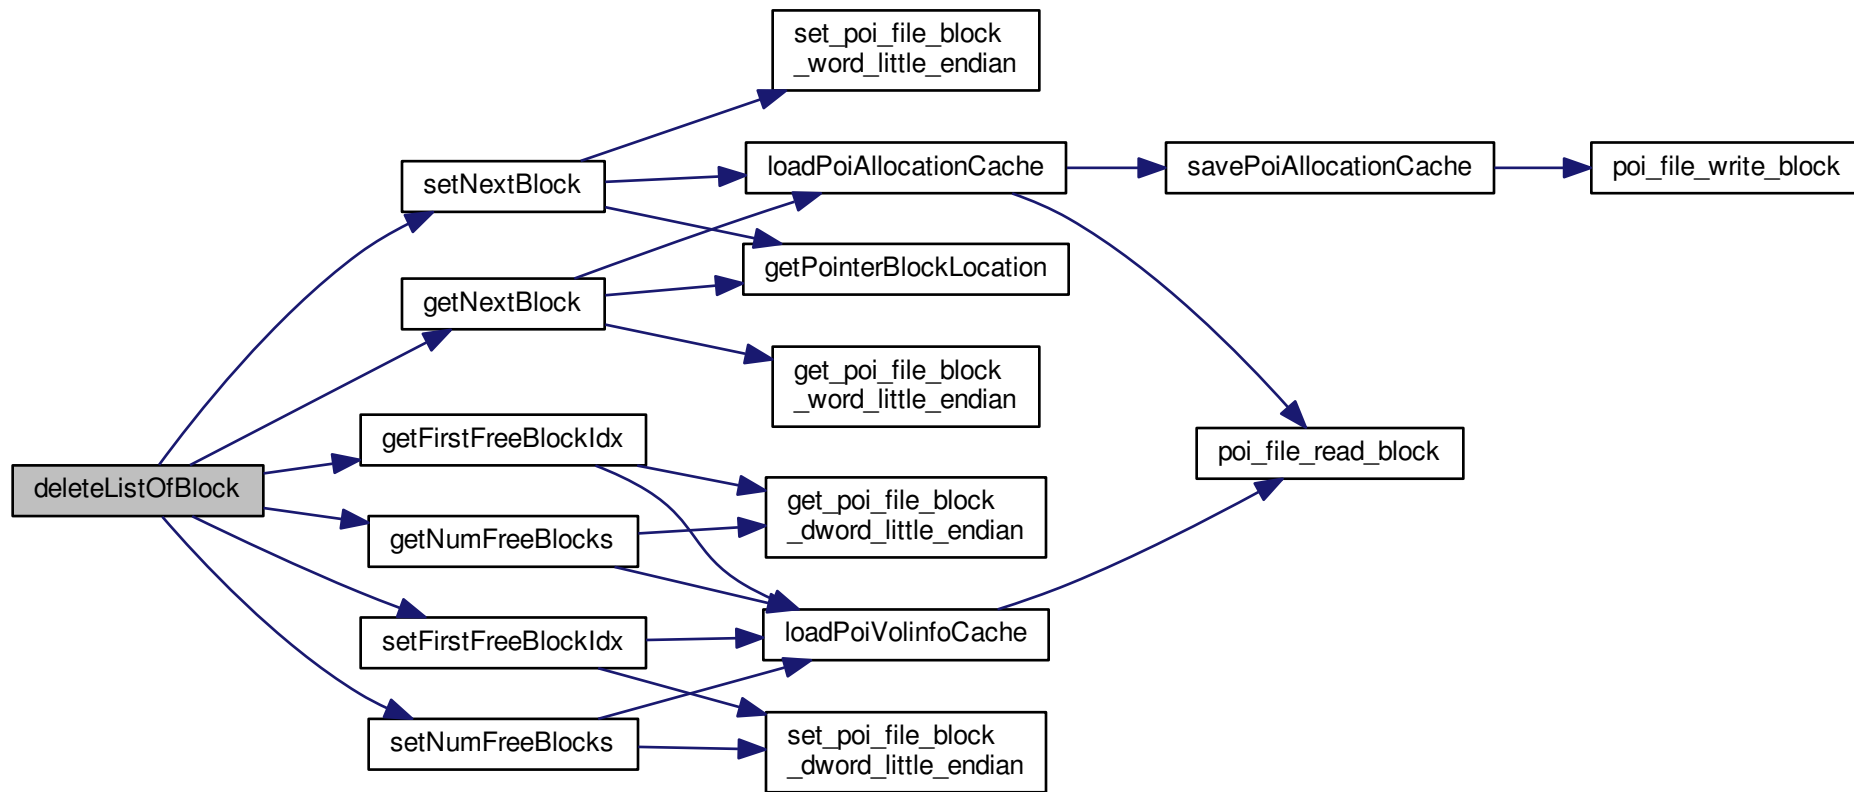 set_poi_file_block
_word_little_endian
loadPoiAllocationCache
savePoiAllocationCache
poi_file_write_block
setNextBlock
getPointerBlockLocation
getNextBlock
get_poi_file_block
_word_little_endian
getFirstFreeBlockIdx
poi_file_read_block
deleteListOfBlock
get_poi_file_block
_dword_little_endian
getNumFreeBlocks
setFirstFreeBlockIdx
loadPoiVolinfoCache
setNumFreeBlocks
set_poi_file_block
_dword_little_endian